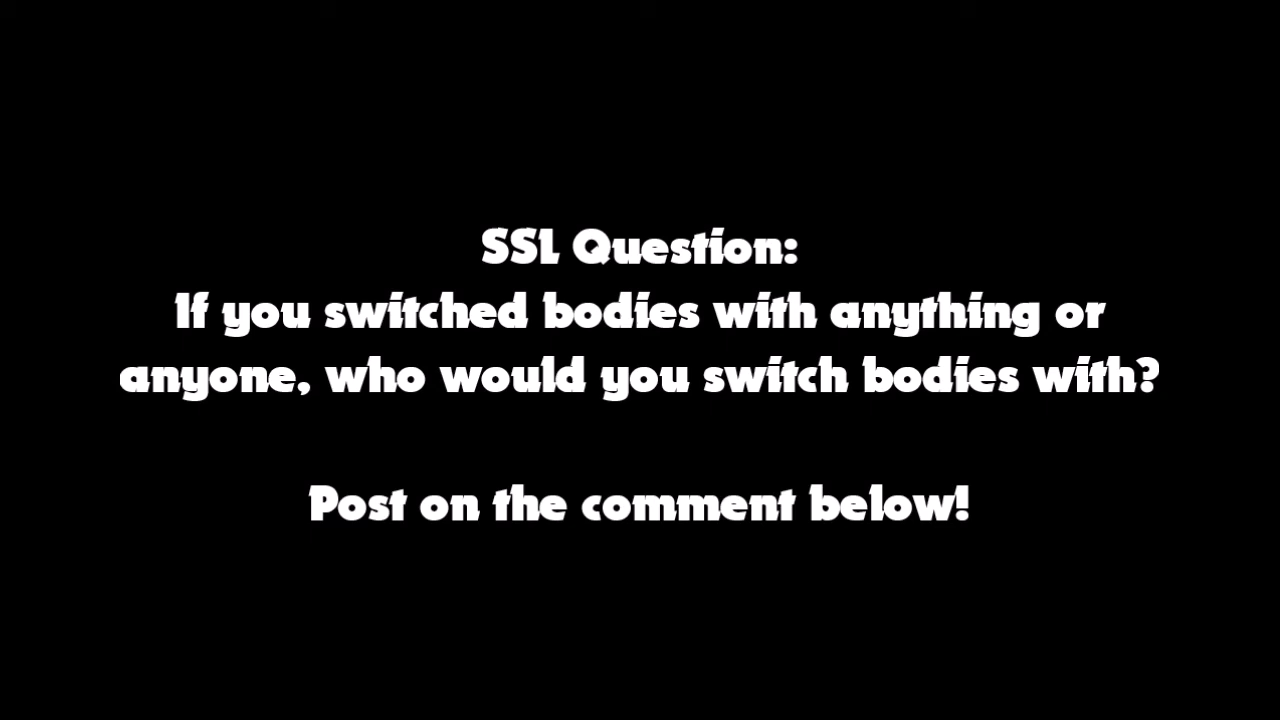 SSL Question:
If you switched bodies with anything or
anyone, who would you switch bodies with?
Post on the comment below!